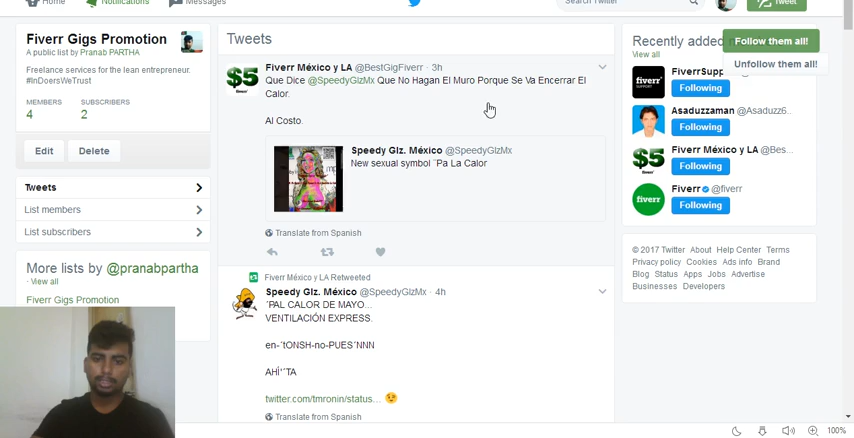 Home
Notifications
Messages
Search Twitter
Tweet
Fiverr Gigs Promotion
A public list by Pranab PARTHA
Freelance services for the lean entrepreneur.
#InDoersWeTrust
MEMBERS SUBSCRIBERS
4 2
Edit Delete
Tweets
List members
List subscribers
More lists by @pranabpartha
· View all
Fiverr Gigs Promotion
Tweets
$5
Fiverr México y LA @BestGigFiverr · 3h
Que Dice @SpeedyGlzMx Que No Hagan El Muro Porque Se Va Encerrar El
Calor.
Al Costo.
Speedy Glz. México @SpeedyGlzMx
New sexual symbol ¨Pa La Calor
Translate from Spanish
Fiverr México y LA Retweeted
Speedy Glz. México @SpeedyGlzMx · 4h
¨PAL CALOR DE MAYO...
VENTILACIÓN EXPRESS.
en-¨tONSH-no-PUES¨NNN
twitter.com/tmronin/status...
Translate from Spanish
Recently added
View all
Follow them all!
Unfollow them all!
fiverr
FiverrSupp
Following
Asaduzzaman @Asaduzz6..
Following
$5
Fiverr México y LA @Bes...
Following
fiverr
Fiverr @fiverr
Following
© 2017 Twitter About Help Center Terms
Privacy policy Cookies Ads info Brand
Blog Status Apps Jobs Advertise
Businesses Developers
100%